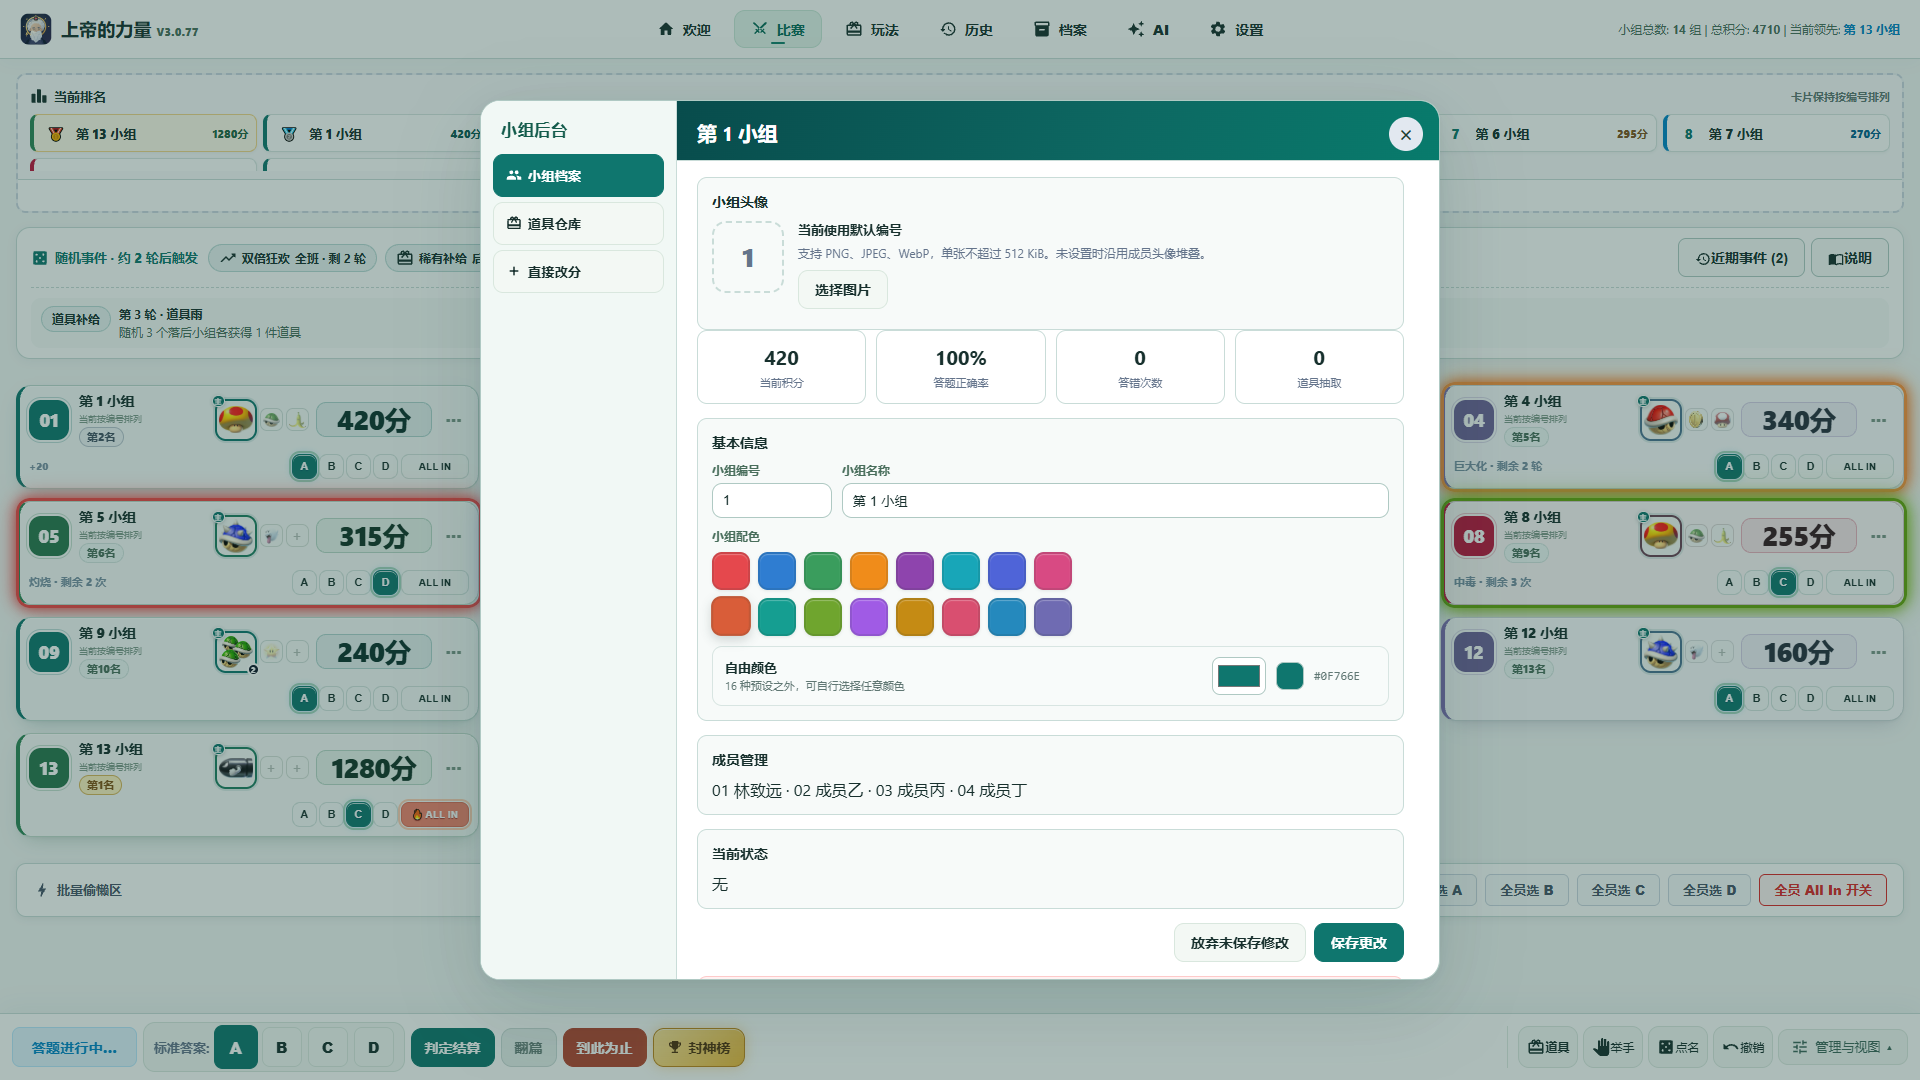 上帝的力量 V3.0.77
欢迎
比赛
玩法
历史
档案
AI
设置
小组总数: 14 组 | 总积分: 4710 | 当前领先: 第 13 小组
当前排名
卡片保持按编号排列
第 13 小组 1280分
第 1 小组 420分
7 第 6 小组 295分
8 第 7 小组 270分
随机事件 · 约 2 轮后触发
双倍狂欢 全班 · 剩 2 轮
稀有补给
近期事件 (2)
说明
道具补给
第 3 轮 · 道具雨
随机 3 个落后小组各获得 1 件道具
01
第 1 小组
当前按编号排列
第2名
420分
+20
A B C D ALL IN
05
第 5 小组
当前按编号排列
第6名
315分
灼烧 · 剩余 2 次
A B C D ALL IN
09
第 9 小组
当前按编号排列
第10名
2
240分
A B C D ALL IN
13
第 13 小组
当前按编号排列
第1名
1280分
A B C D ALL IN
04
第 4 小组
当前按编号排列
第5名
340分
巨大化 · 剩余 2 轮
A B C D ALL IN
08
第 8 小组
当前按编号排列
第9名
255分
中毒 · 剩余 3 次
A B C D ALL IN
12
第 12 小组
当前按编号排列
第13名
160分
A B C D ALL IN
小组后台
小组档案
道具仓库
直接改分
第 1 小组
小组头像
1
当前使用默认编号
支持 PNG、JPEG、WebP，单张不超过 512 KiB。未设置时沿用成员头像堆叠。
选择图片
420
当前积分
100%
答题正确率
0
答错次数
0
道具抽取
基本信息
小组编号
小组名称
1
第 1 小组
小组配色
自由颜色
16 种预设之外，可自行选择任意颜色
#0F766E
成员管理
01 林致远 · 02 成员乙 · 03 成员丙 · 04 成员丁
当前状态
无
放弃未保存修改
保存更改
批量偷懒区
选 A
全员选 B
全员选 C
全员选 D
全员 All In 开关
答题进行中...
标准答案:
A B C D
判定结算
翻篇
到此为止
封神榜
道具
举手
点名
撤销
管理与视图